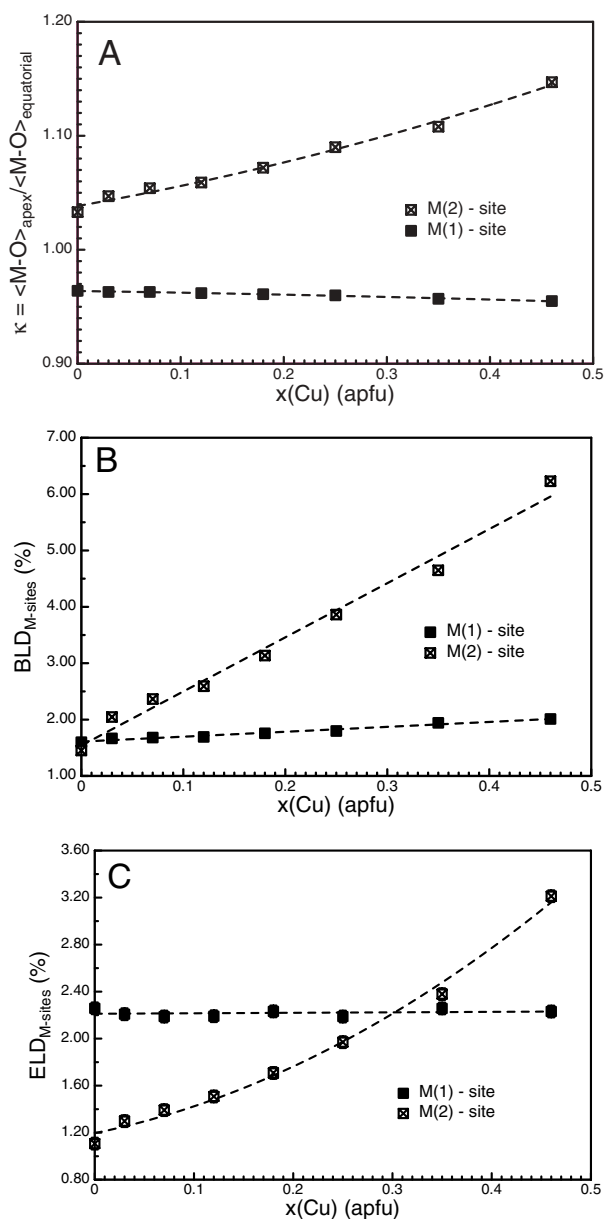 A
κ = <M-O>apex/<M-O>equatorial
1.20
1.10
1.00
0.90
M(2) - site
M(1) - site
0
0.1
0.2
0.3
0.4
0.5
x(Cu) (apfu)
B
BLDM-sites (%)
7.00
6.00
5.00
4.00
3.00
2.00
1.00
M(1) - site
M(2) - site
0
0.1
0.2
0.3
0.4
0.5
x(Cu) (apfu)
C
ELDM-sites (%)
3.60
3.20
2.80
2.40
2.00
1.60
1.20
0.80
M(1) - site
M(2) - site
0
0.1
0.2
0.3
0.4
0.5
x(Cu) (apfu)